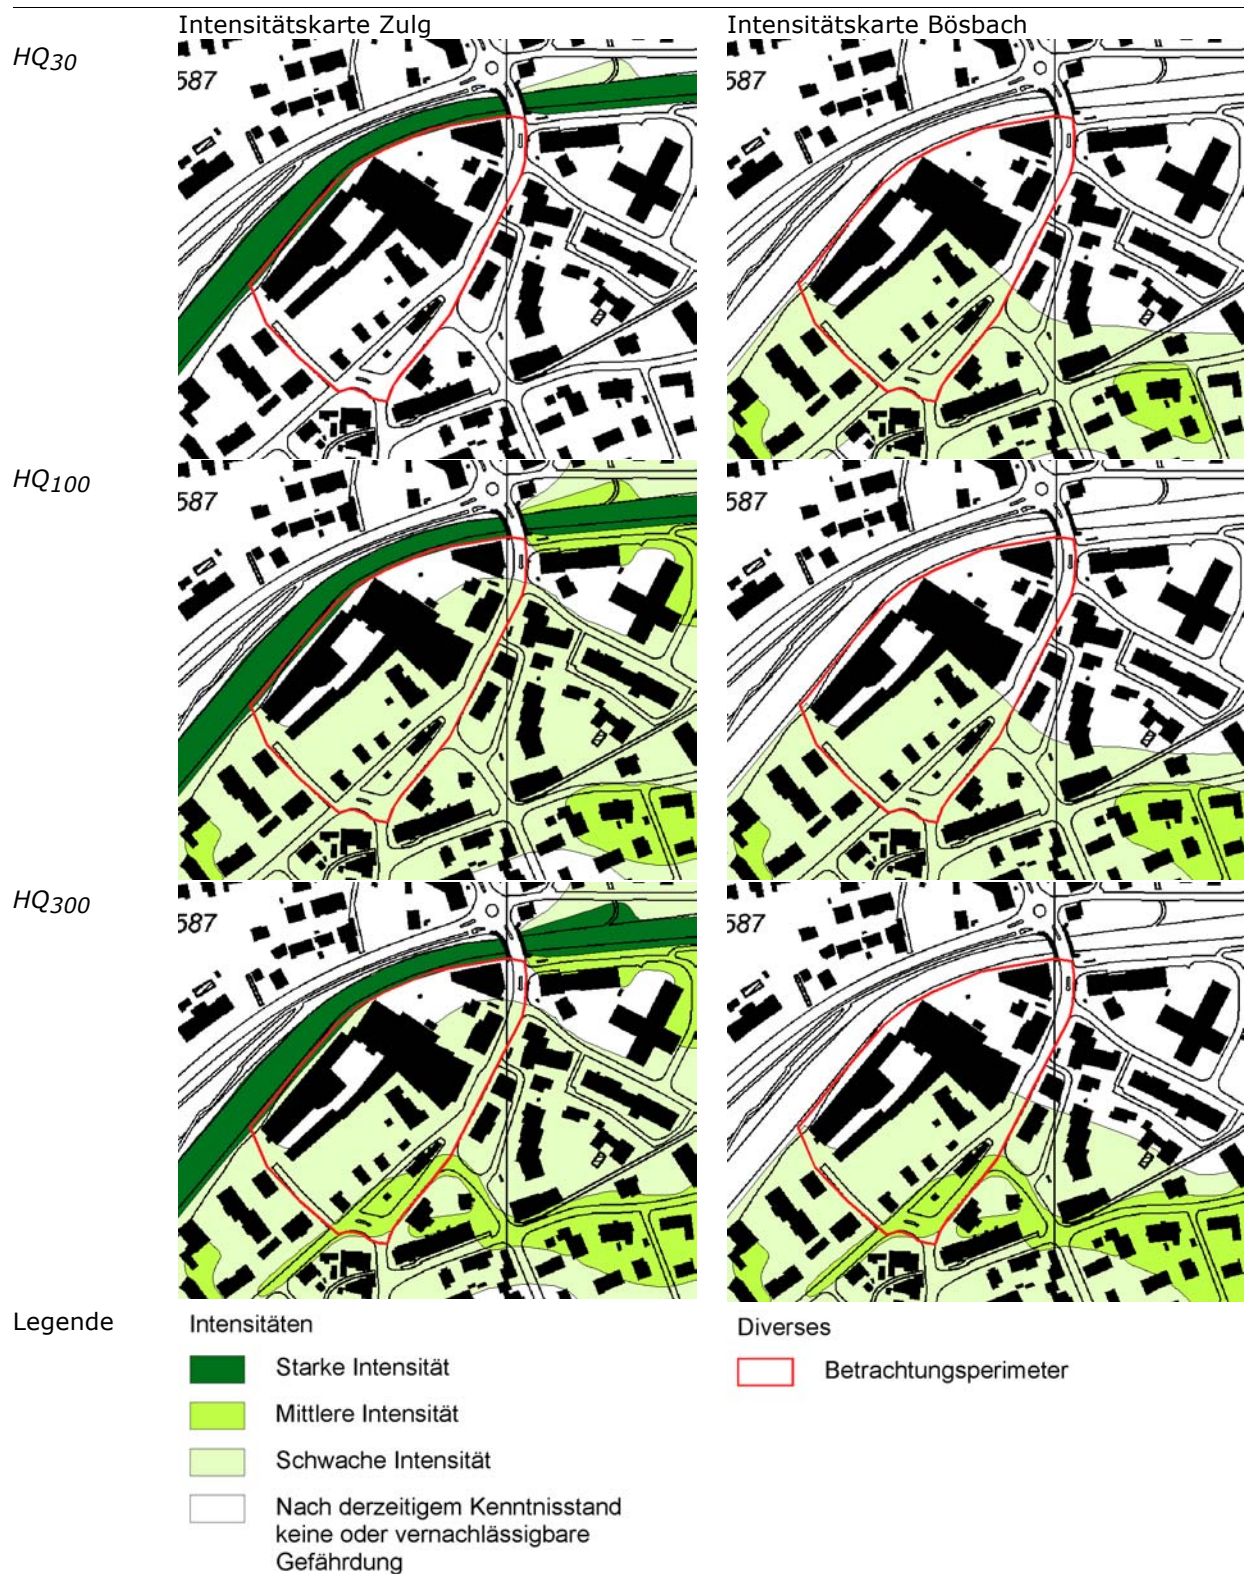 Intensitätskarte Zulg
Intensitätskarte Bösbach
HQ30
587
587
HQ100
587
587
HQ300
587
587
Legende
Intensitäten
Starke Intensität
Mittlere Intensität
Schwache Intensität
Nach derzeitigem Kenntnisstand
keine oder vernachlässigbare
Gefährdung
Diverses
Betrachtungsperimeter